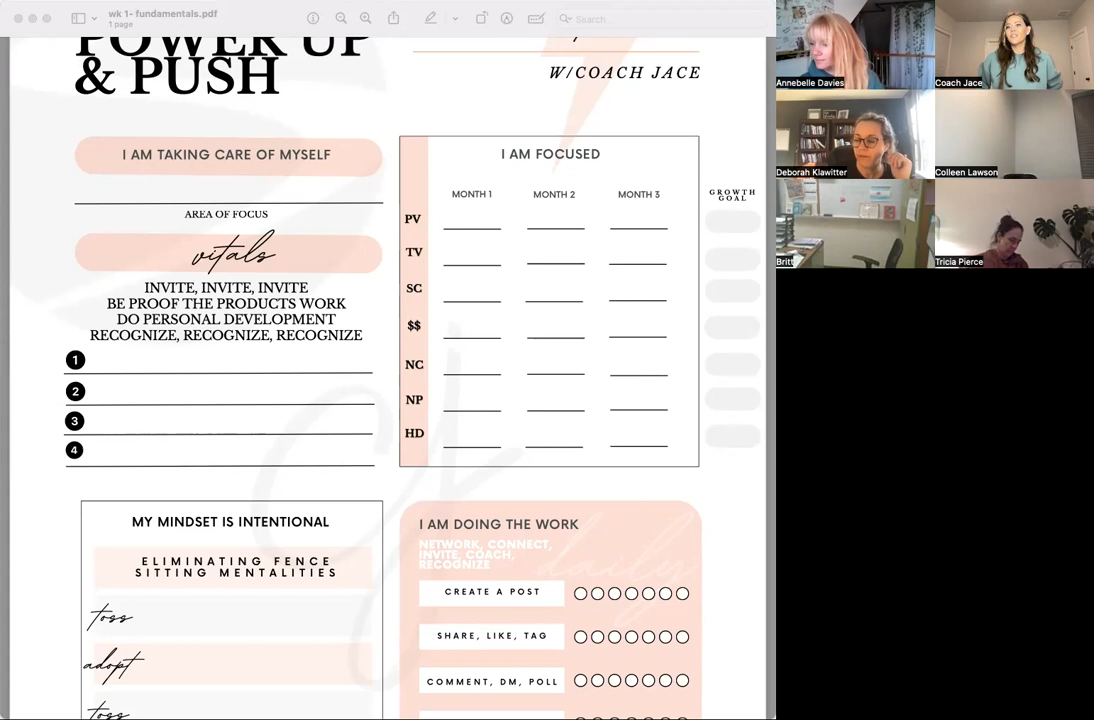 wk 1- fundamentals.pdf
1 page
Search...
POWER UP
& PUSH
W/COACH JACE
I AM TAKING CARE OF MYSELF
AREA OF FOCUS
vitals
INVITE, INVITE, INVITE
BE PROOF THE PRODUCTS WORK
DO PERSONAL DEVELOPMENT
RECOGNIZE, RECOGNIZE, RECOGNIZE
1
2
3
4
I AM FOCUSED
MONTH 1 MONTH 2 MONTH 3
GROWTH
GOAL
PV
TV
SC
$$
NC
NP
HD
MY MINDSET IS INTENTIONAL
ELIMINATING FENCE
SITTING MENTALITIES
toss
adopt
toss
I AM DOING THE WORK
daily
NETWORK, CONNECT,
INVITE, COACH,
RECOGNIZE
CREATE A POST
SHARE, LIKE, TAG
COMMENT, DM, POLL
Annebelle Davies
Coach Jace
Deborah Klawitter
Colleen Lawson
Britt
Tricia Pierce